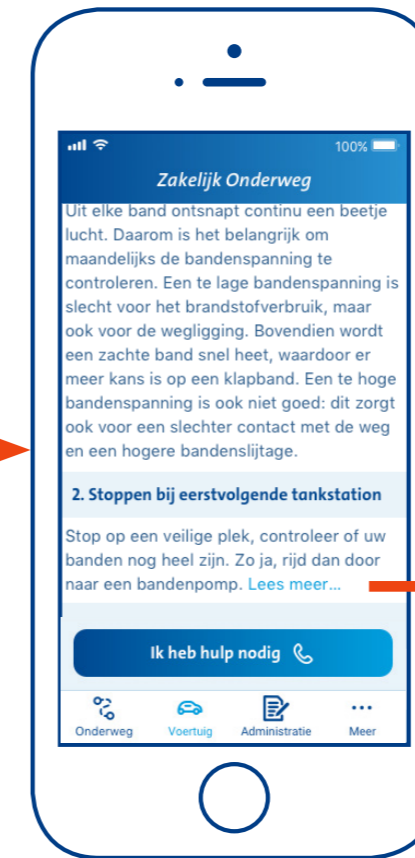 100%
Zakelijk Onderweg
Uit elke band ontsnapt continu een beetje
lucht. Daarom is het belangrijk om
maandelijks de bandenspanning te
controleren. Een te lage bandenspanning is
slecht voor het brandstofverbruik, maar
ook voor de wegligging. Bovendien wordt
een zachte band snel heet, waardoor er
meer kans is op een klapband. Een te hoge
bandenspanning is ook niet goed: dit zorgt
ook voor een slechter contact met de weg
en een hogere bandenslijtage.
2. Stoppen bij eerstvolgende tankstation
Stop op een veilige plek, controleer of uw
banden nog heel zijn. Zo ja, rijd dan door
naar een bandenpomp. Lees meer...
Ik heb hulp nodig
Onderweg Voertuig Administratie Meer